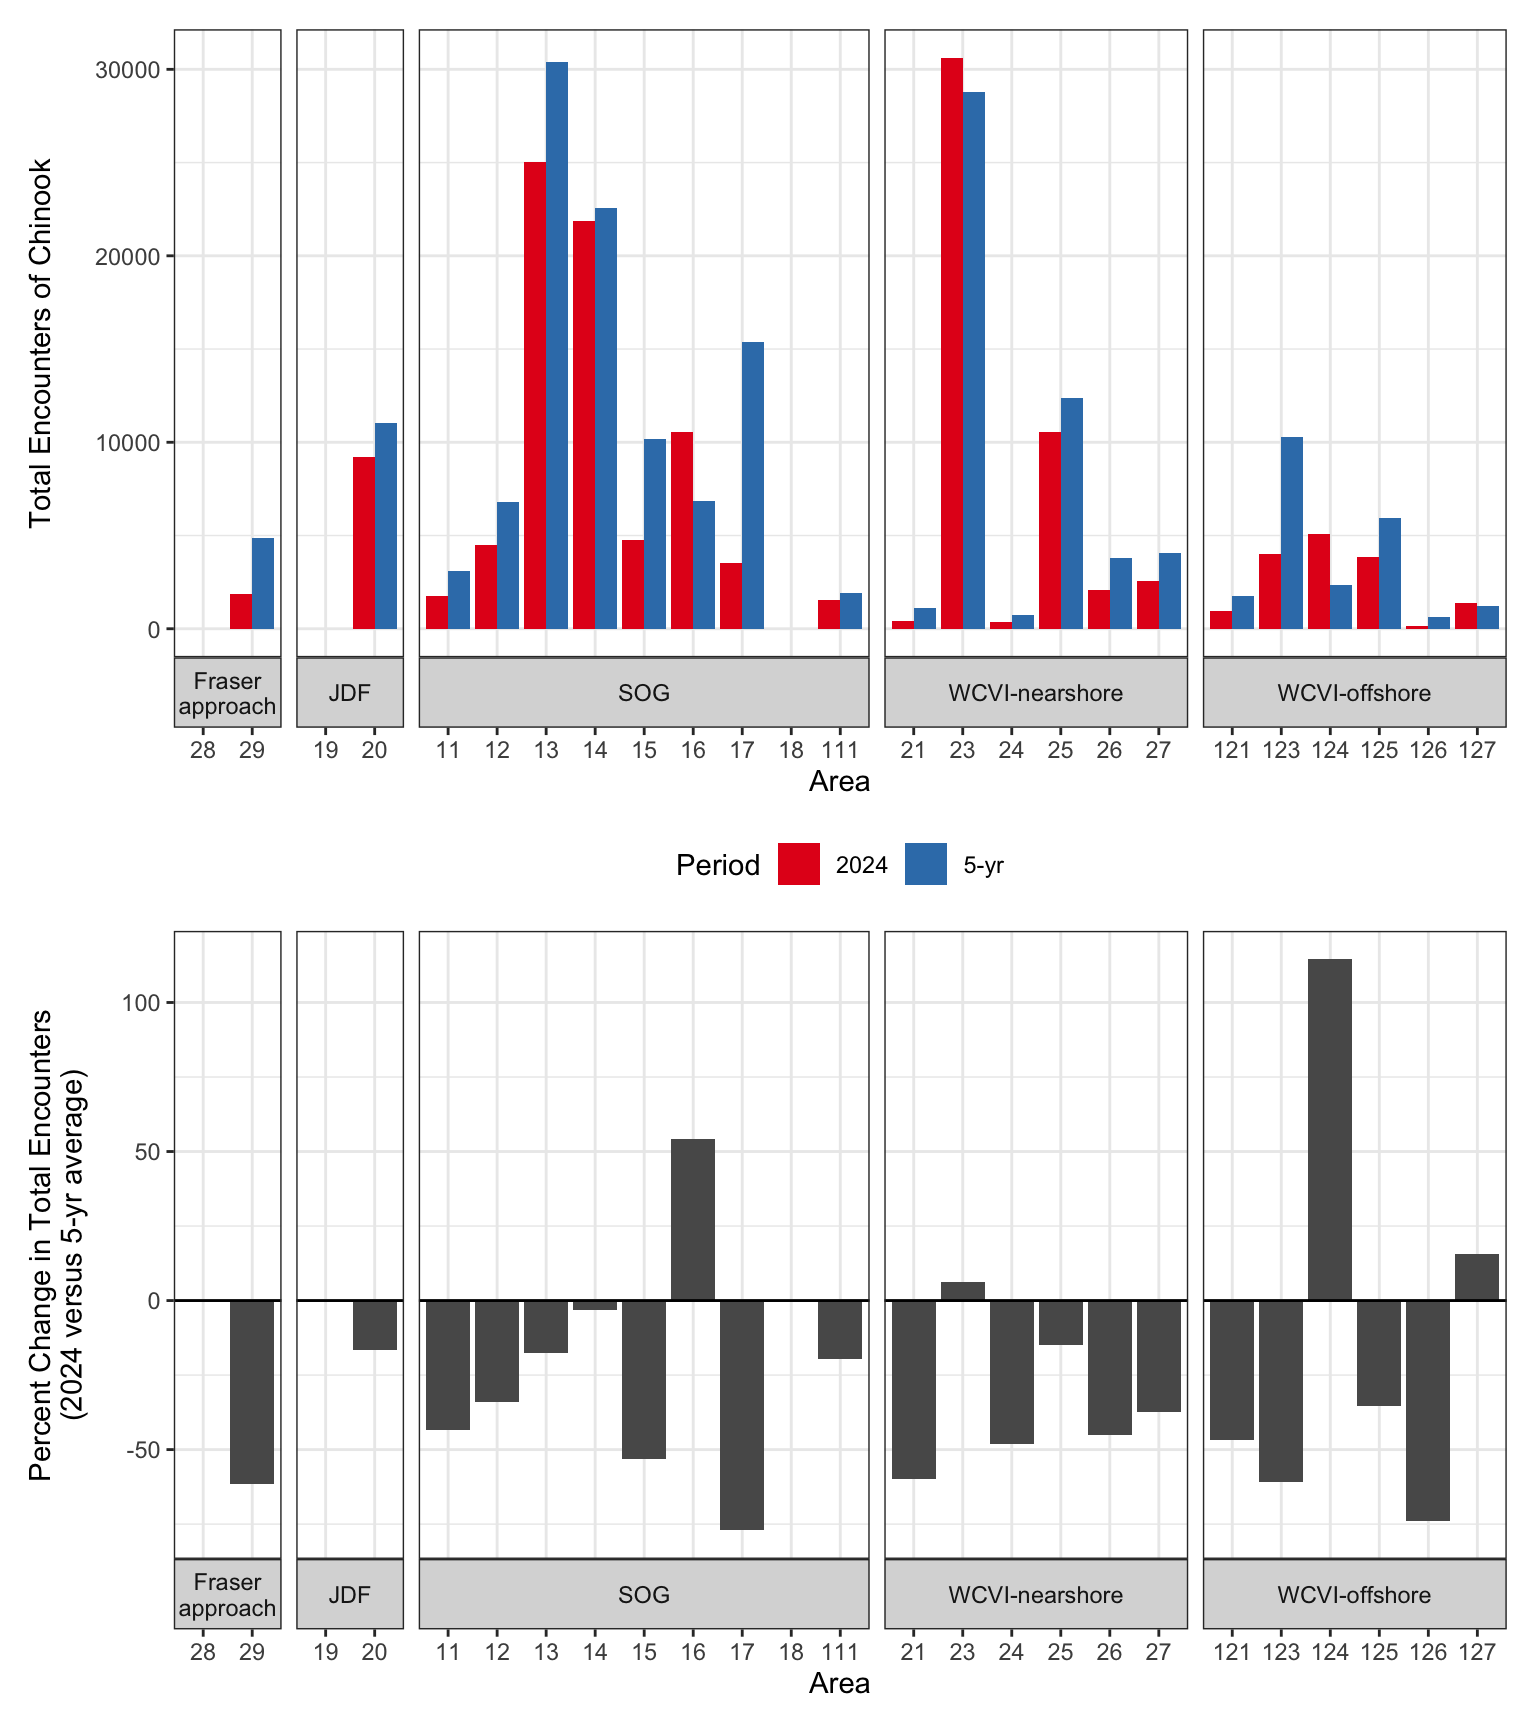 Total Encounters of Chinook
30000
20000
10000
0
Fraser
approach
JDF
SOG
WCVI-nearshore
WCVI-offshore
28 29 19 20 11 12 13 14 15 16 17 18 111 21 23 24 25 26 27 121 123 124 125 126 127
Area
Period 2024 5-yr
Percent Change in Total Encounters
(2024 versus 5-yr average)
100
50
0
-50
Fraser
approach
JDF
SOG
WCVI-nearshore
WCVI-offshore
28 29 19 20 11 12 13 14 15 16 17 18 111 21 23 24 25 26 27 121 123 124 125 126 127
Area